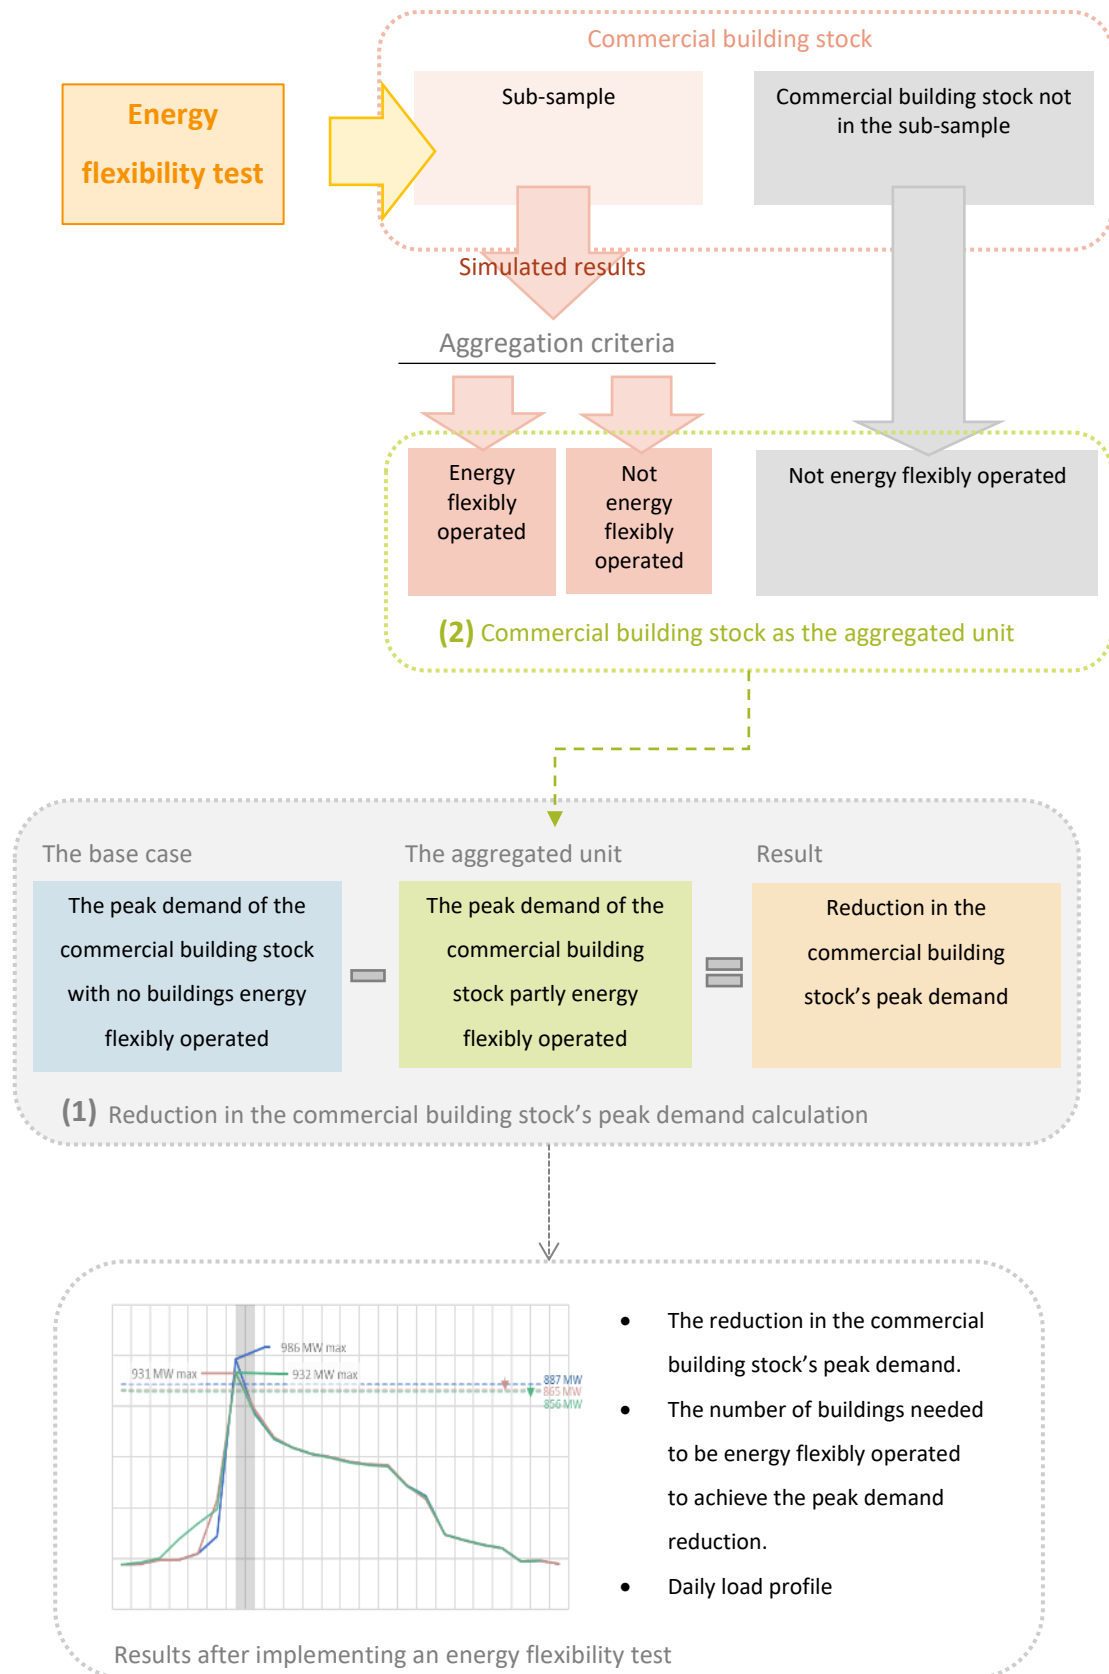 Commercial building stock
Energy
flexibility test
Sub-sample
Commercial building stock not
in the sub-sample
Simulated results
Aggregation criteria
Energy
flexibly
operated
Not
energy
flexibly
operated
Not energy flexibly operated
(2) Commercial building stock as the aggregated unit
The base case
The aggregated unit
Result
The peak demand of the
commercial building stock
with no buildings energy
flexibly operated
The peak demand of the
commercial building
stock partly energy
flexibly operated
Reduction in the
commercial building
stock’s peak demand
(1) Reduction in the commercial building stock’s peak demand calculation
986 MW max
931 MW max
932 MW max
887 MW
865 MW
856 MW
• The reduction in the commercial
building stock’s peak demand.
• The number of buildings needed
to be energy flexibly operated
to achieve the peak demand
reduction.
• Daily load profile
Results after implementing an energy flexibility test